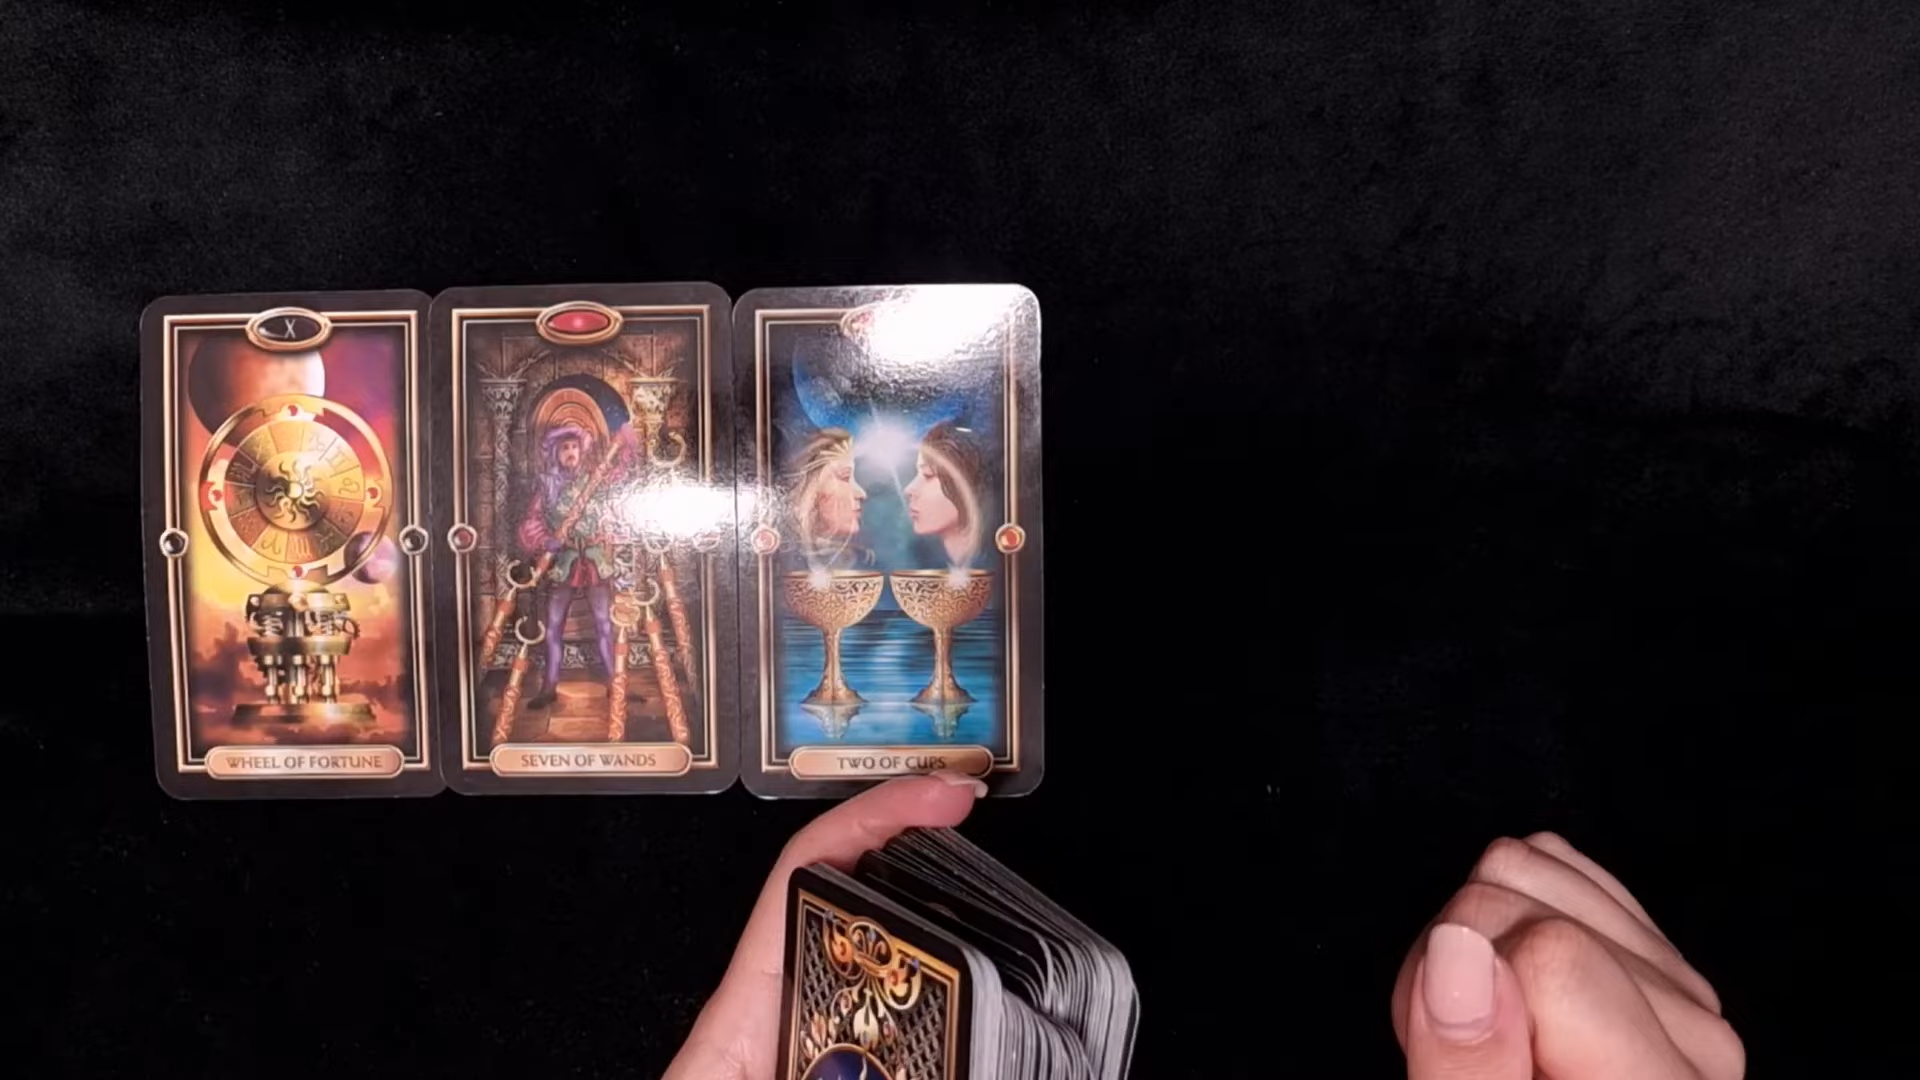 X
WHEEL OF FORTUNE
SEVEN OF WANDS
TWO OF CUPS